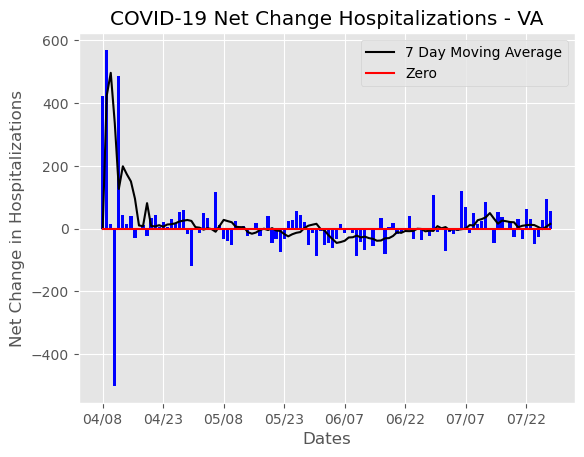 COVID-19 Net Change Hospitalizations - VA
7 Day Moving Average
Zero
Net Change in Hospitalizations
600
400
200
0
−200
−400
04/08 04/23 05/08 05/23 06/07 06/22 07/07 07/22
Dates